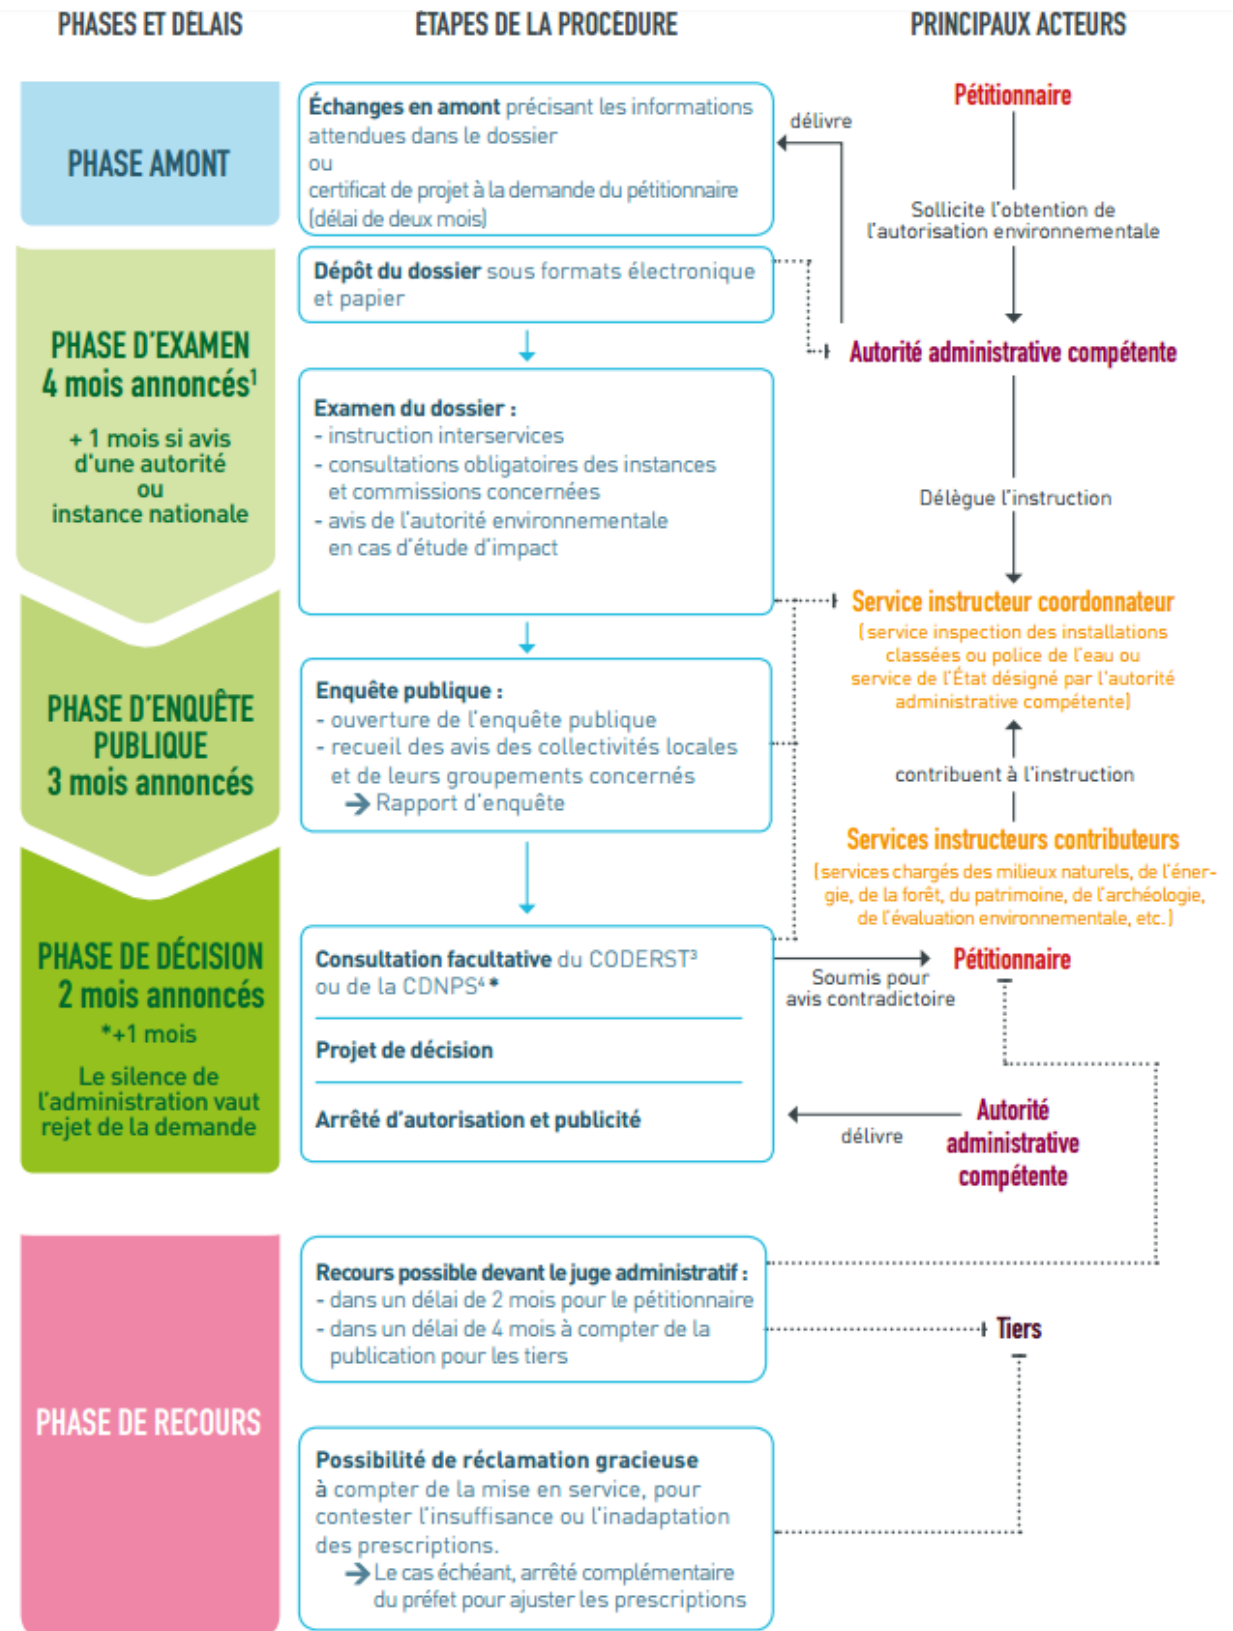 PHASES ET DÉLAIS
ÉTAPES DE LA PROCÉDURE
PRINCIPAUX ACTEURS
PHASE AMONT
Échanges en amont précisant les informations
attendues dans le dossier
ou
certificat de projet à la demande du pétitionnaire
(délai de deux mois)
délivre
Pétitionnaire
Sollicite l'obtention de
l'autorisation environnementale
PHASE D'EXAMEN
4 mois annoncés¹
+ 1 mois si avis
d'une autorité
ou
instance nationale
Dépôt du dossier sous formats électronique
et papier
Autorité administrative compétente
Examen du dossier :
- instruction interservices
- consultations obligatoires des instances
et commissions concernées
- avis de l'autorité environnementale
en cas d'étude d'impact
Délègue l'instruction
Service instructeur coordonnateur
(service inspection des installations
classées ou police de l'eau ou
service de l'État désigné par l'autorité
administrative compétente)
PHASE D'ENQUÊTE
PUBLIQUE
3 mois annoncés
Enquête publique :
- ouverture de l'enquête publique
- recueil des avis des collectivités locales
et de leurs groupements concernés
→ Rapport d'enquête
contribuent à l'instruction
Services instructeurs contributeurs
(services chargés des milieux naturels, de l'éner-
gie, de la forêt, du patrimoine, de l'archéologie,
de l'évaluation environnementale, etc.)
PHASE DE DÉCISION
2 mois annoncés
*+1 mois
Le silence de
l'administration vaut
rejet de la demande
Consultation facultative du CODERST³
ou de la CDNPS⁴*
Projet de décision
Arrêté d'autorisation et publicité
Pétitionnaire
Soumis pour
avis contradictoire
Autorité
administrative
compétente
délivre
PHASE DE RECOURS
Recours possible devant le juge administratif :
- dans un délai de 2 mois pour le pétitionnaire
- dans un délai de 4 mois à compter de la
publication pour les tiers
Tiers
Possibilité de réclamation gracieuse
à compter de la mise en service, pour
contester l'insuffisance ou l'inadaptation
des prescriptions.
→ Le cas échéant, arrêté complémentaire
du préfet pour ajuster les prescriptions